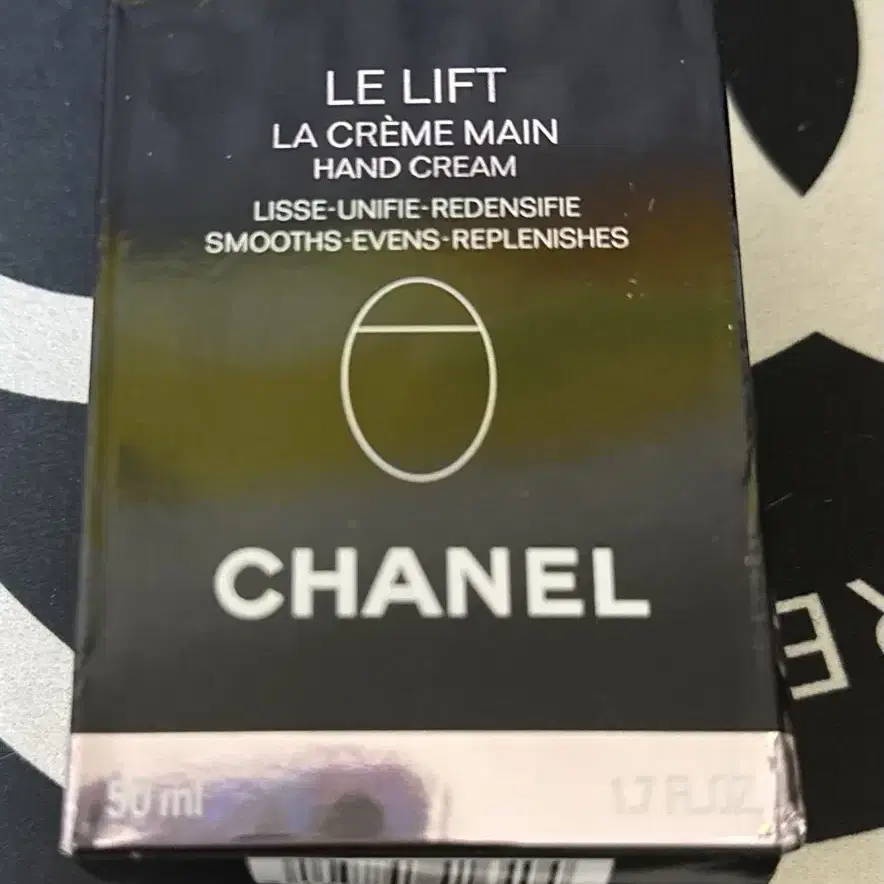 LE LIFT
LA CRÈME MAIN
HAND CREAM
LISSE-UNIFIE-REDENSIFIE
SMOOTHS-EVENS-REPLENISHES
CHANEL
50 ml 1.7 FL.OZ.